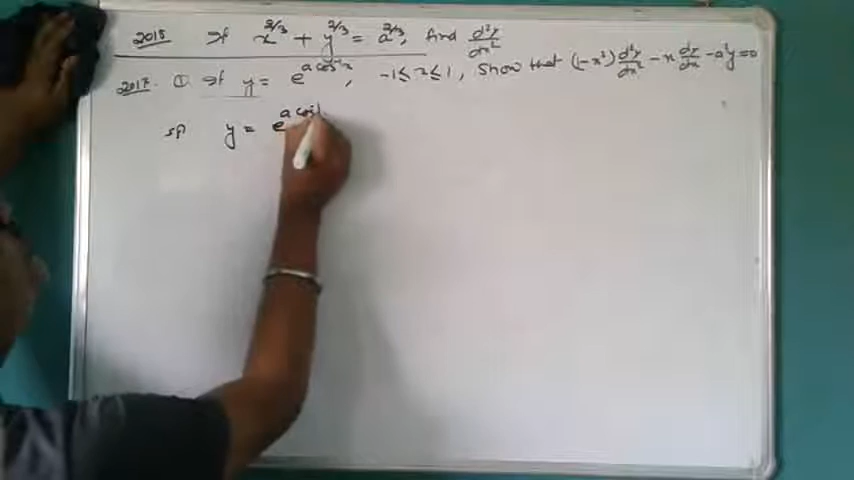 2015 If x^2/3 + y^2/3 = a^2/3, find d²y/dx²
2017. ① If y = e^(a cos⁻¹x), -1≤x≤1, Show that (1-x²) d²y/dx² - x dy/dx - a²y=0
y = e^(a cos⁻¹